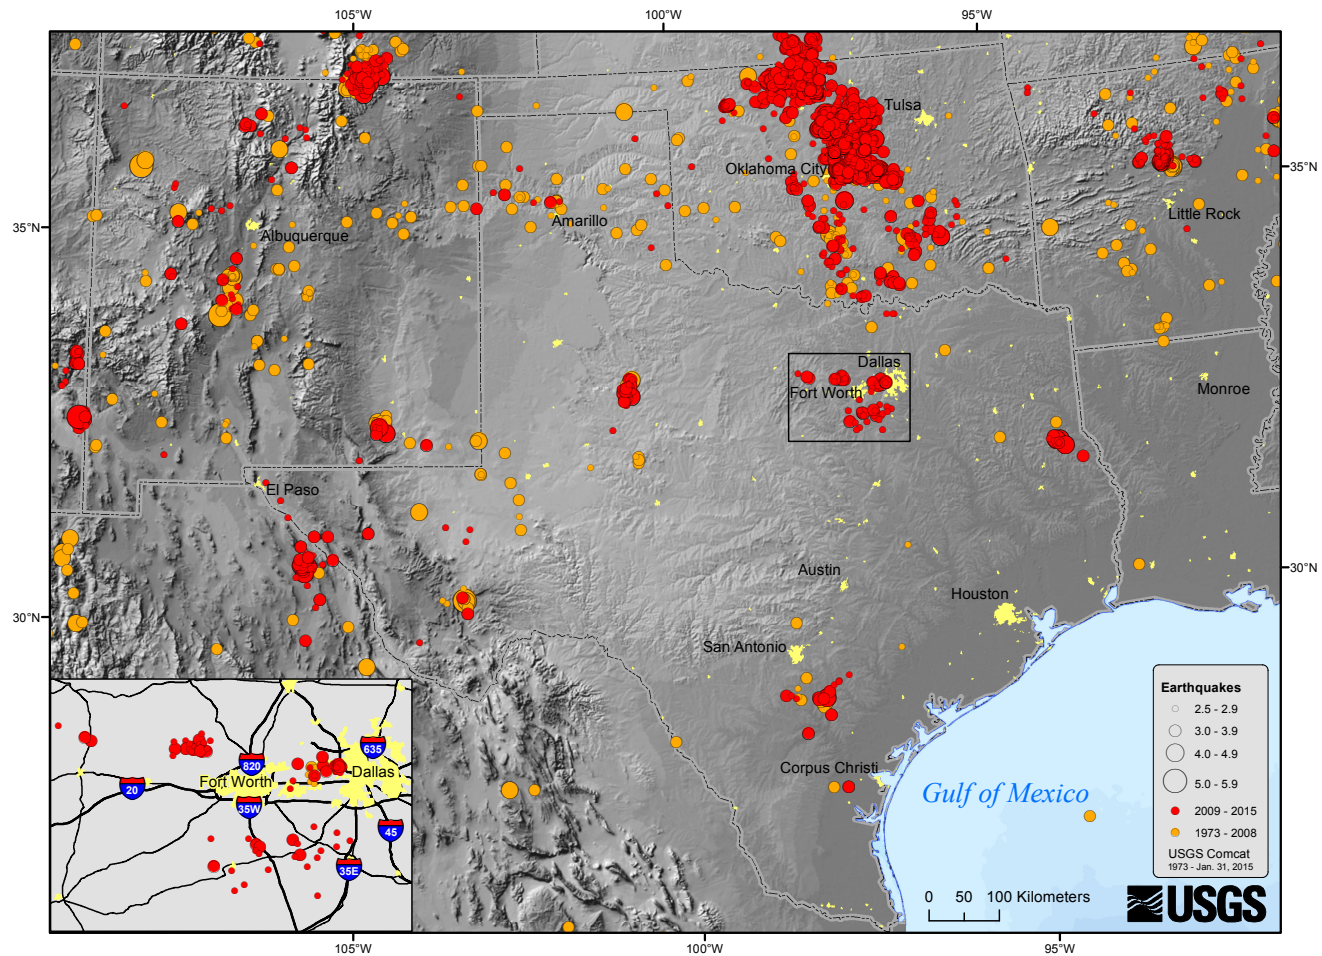 105°W 100°W 95°W
Tulsa
Oklahoma City
35°N
Little Rock
Amarillo
35°N
Albuquerque
Dallas
Fort Worth
Monroe
El Paso
30°N
Austin
Houston
30°N
San Antonio
Corpus Christi
Gulf of Mexico
635
820
Fort Worth
Dallas
20
35W
45
35E
Earthquakes
2.5 - 2.9
3.0 - 3.9
4.0 - 4.9
5.0 - 5.9
2009 - 2015
1973 - 2008
USGS Comcat
1973 - Jan. 31, 2015
0 50 100 Kilometers
USGS
105°W 100°W 95°W